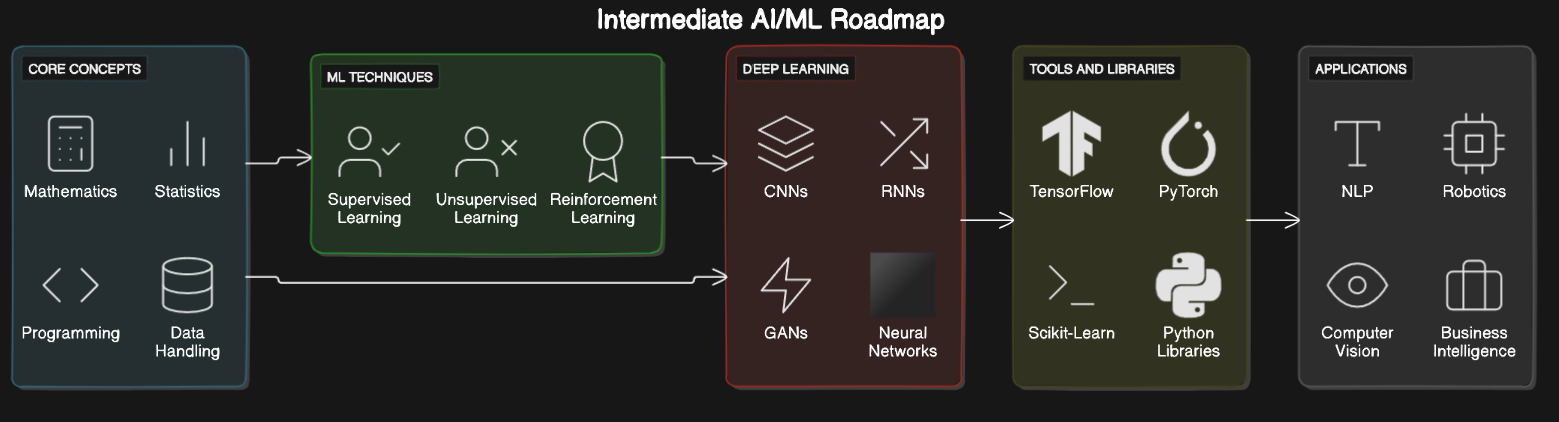 Intermediate AI/ML Roadmap
CORE CONCEPTS
Mathematics
Statistics
Programming
Data
Handling
ML TECHNIQUES
Supervised
Learning
Unsupervised
Learning
Reinforcement
Learning
DEEP LEARNING
CNNs
RNNs
GANs
Neural
Networks
TOOLS AND LIBRARIES
TensorFlow
PyTorch
Scikit-Learn
Python
Libraries
APPLICATIONS
NLP
Robotics
Computer
Vision
Business
Intelligence